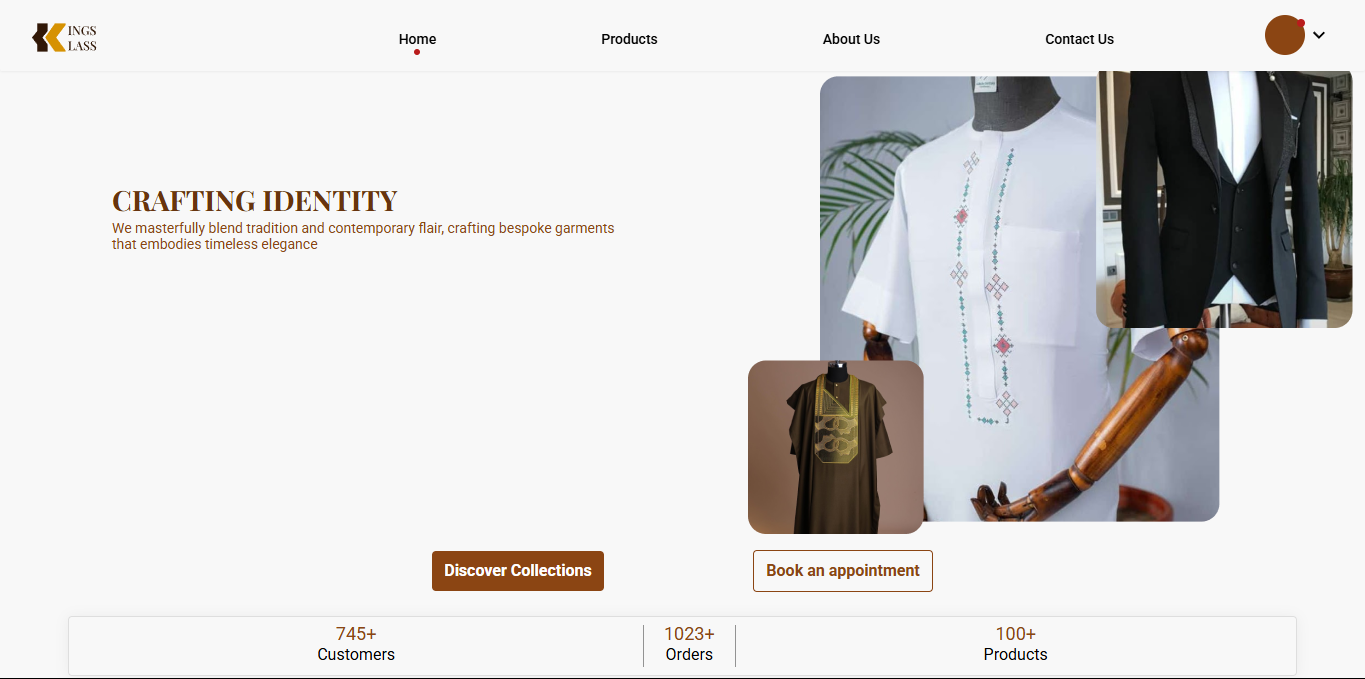 INGS
LASS
Home
Products
About Us
Contact Us
CRAFTING IDENTITY
We masterfully blend tradition and contemporary flair, crafting bespoke garments
that embodies timeless elegance
Discover Collections
Book an appointment
745+
Customers
1023+
Orders
100+
Products